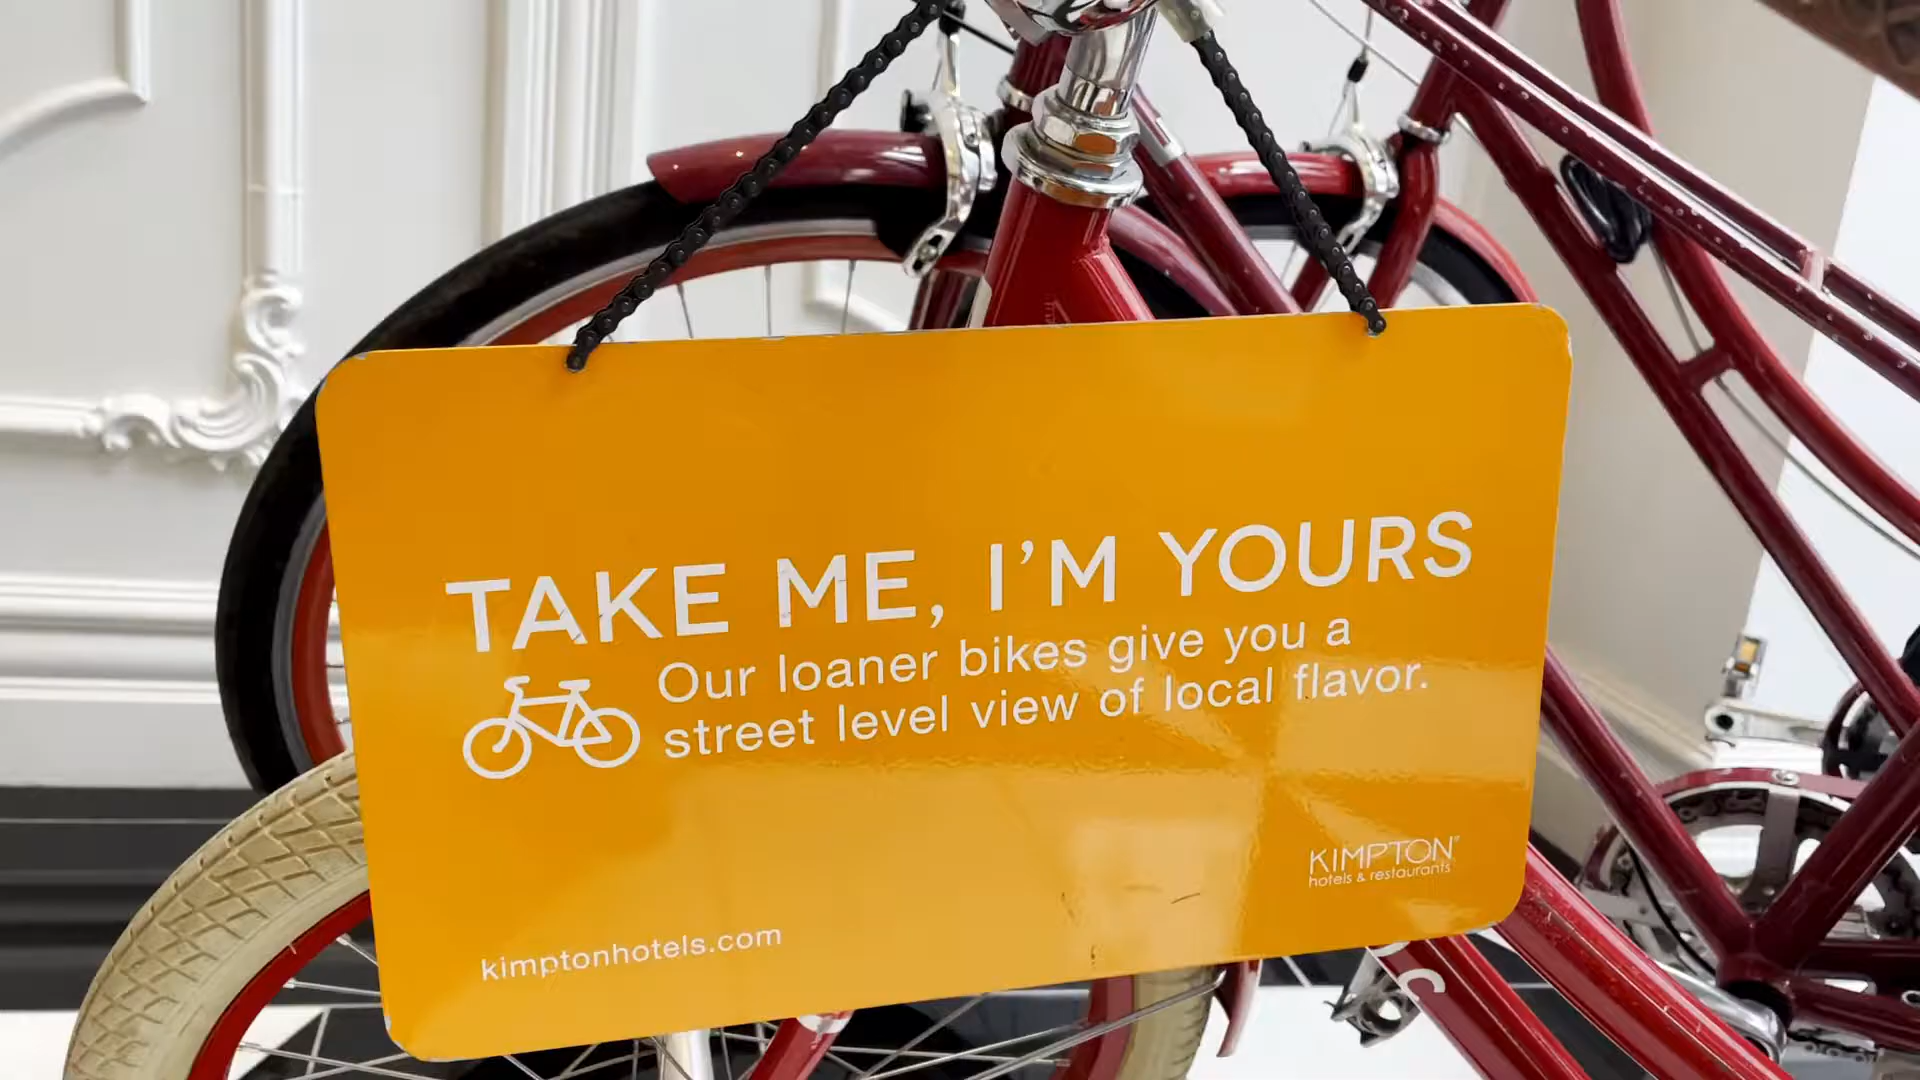 TAKE ME, I'M YOURS
Our loaner bikes give you a
street level view of local flavor.
KIMPTON®
hotels & restaurants
kimptonhotels.com